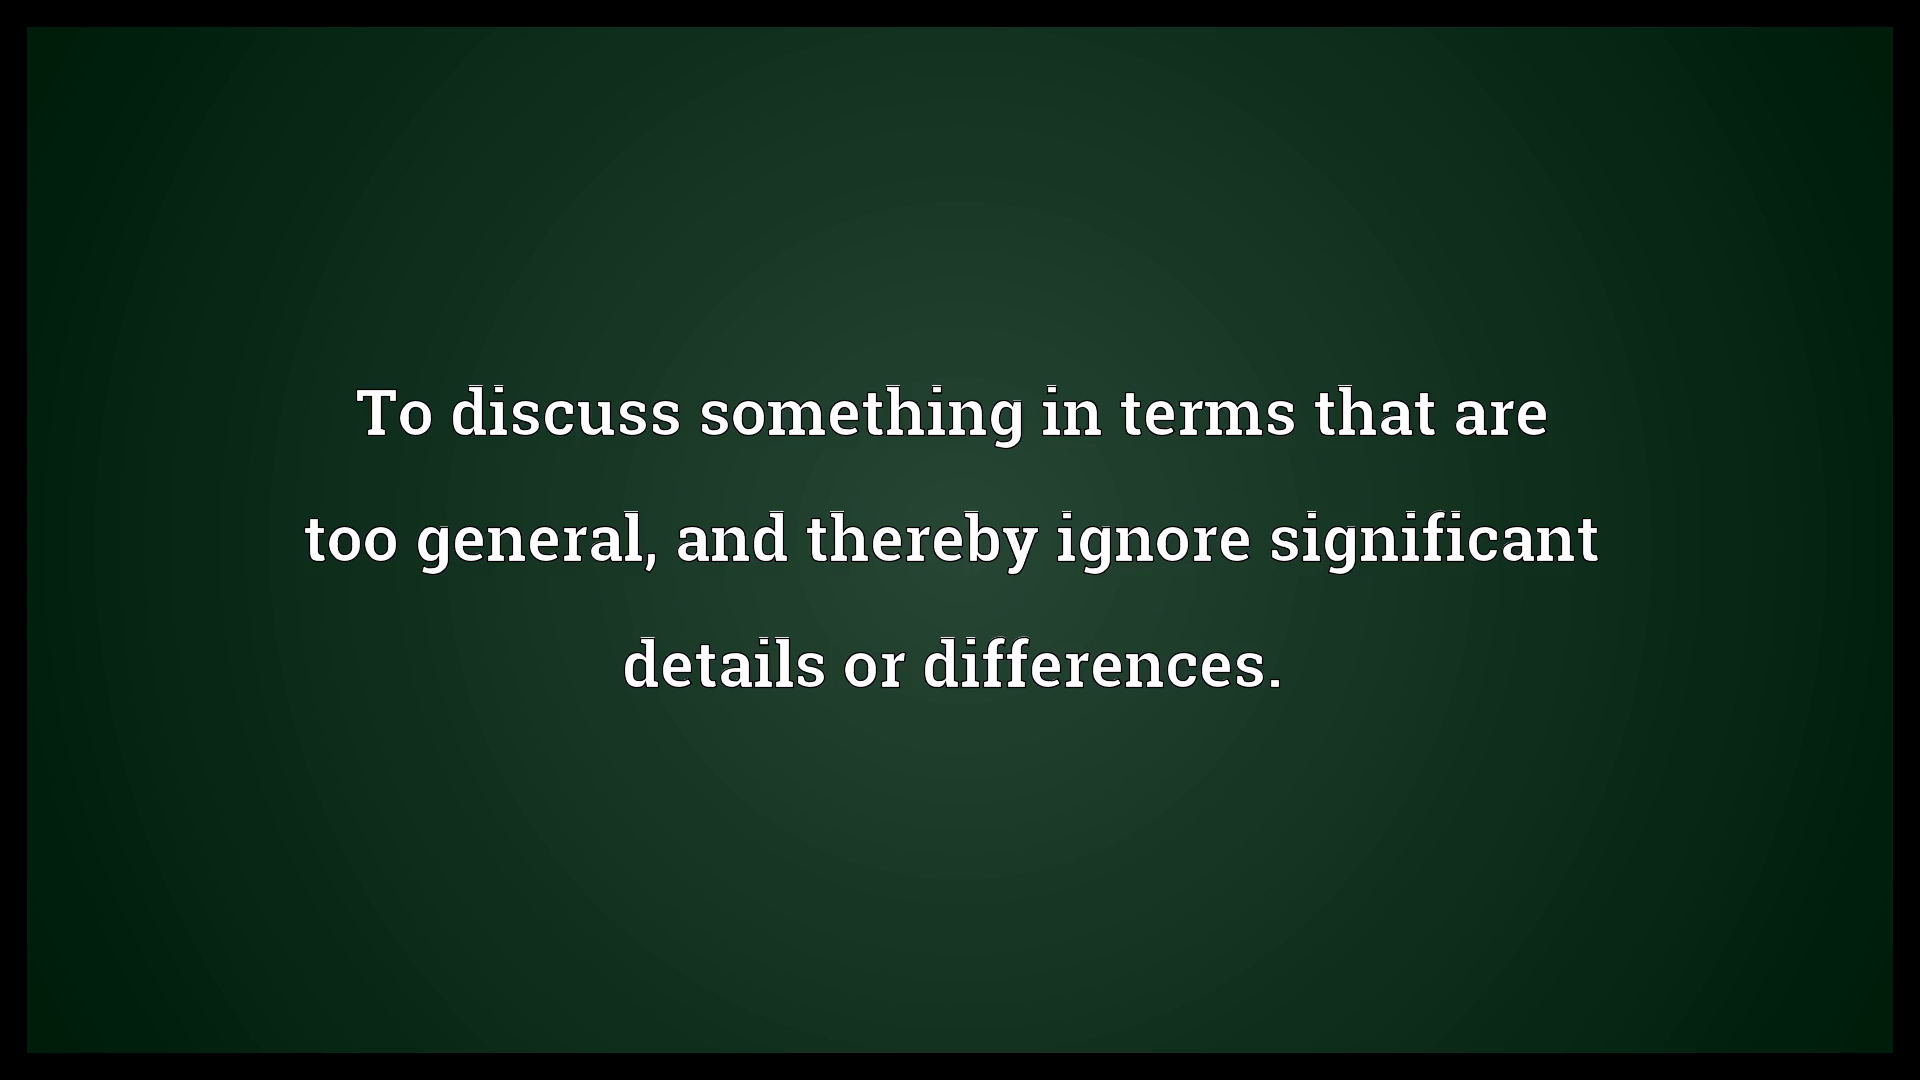 To discuss something in terms that are
too general, and thereby ignore significant
details or differences.